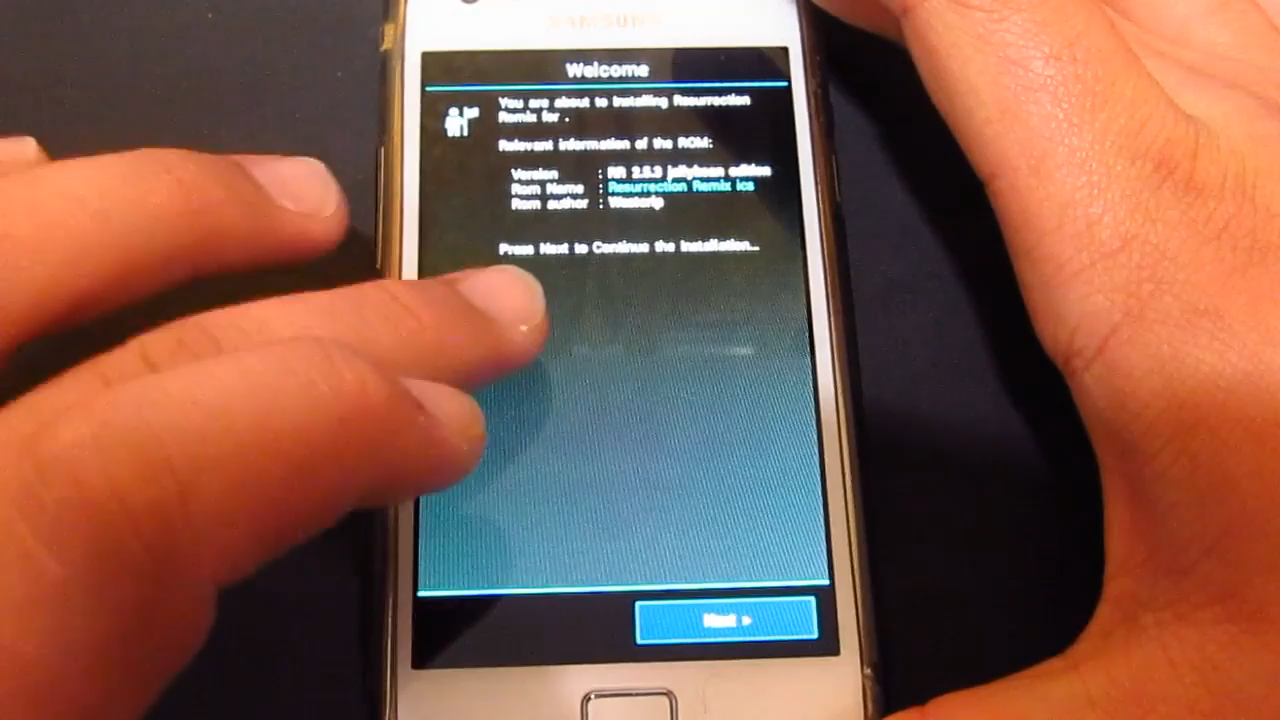 SAMSUNG
Welcome
You are about to installing Resurrection
Remix for .
Relevant information of the ROM:
Version : RR 2.5.3 jellybean edition
Rom Name : Resurrection Remix ics
Rom author : Westcrip
Press Next to Continue the Installation...
Next >